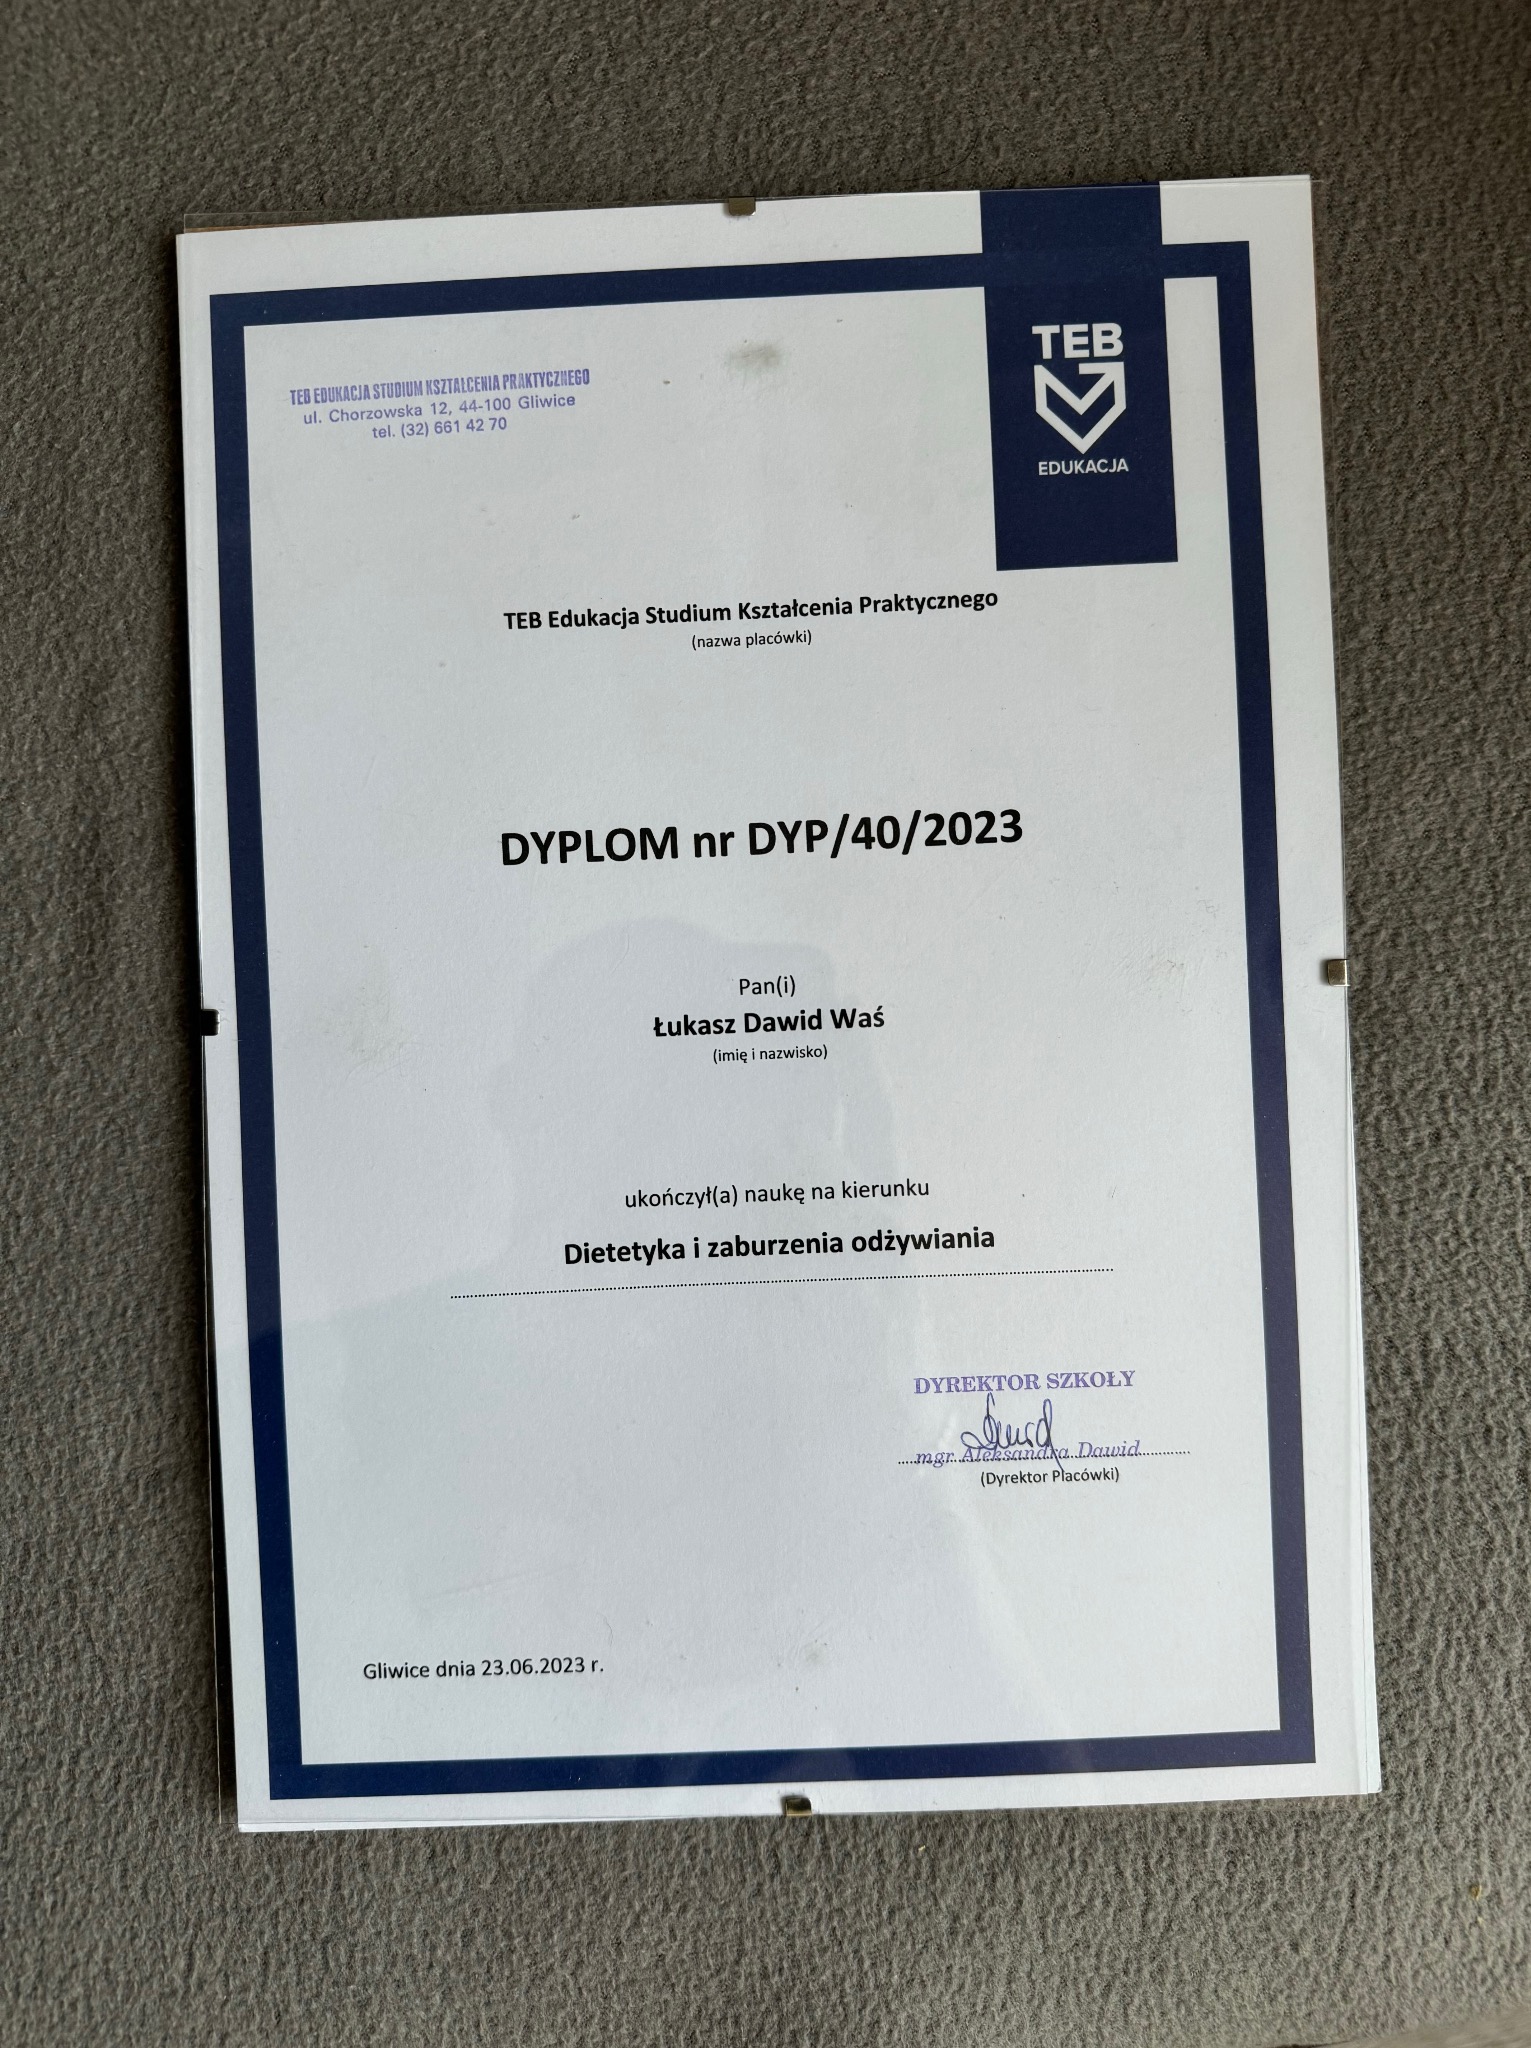 TEB
EDUKACJA
TEB EDUKACJA STUDIUM KSZTAŁCENIA PRAKTYCZNEGO
ul. Chorzowska 12, 44-100 Gliwice
tel. (32) 661 42 70
TEB Edukacja Studium Kształcenia Praktycznego
(nazwa placówki)
DYPLOM nr DYP/40/2023
Pan(i)
Łukasz Dawid Waś
(imię i nazwisko)
ukończył(a) naukę na kierunku
Dietetyka i zaburzenia odżywiania
DYREKTOR SZKOŁY
mgr Aleksandra Dawid
(Dyrektor Placówki)
Gliwice dnia 23.06.2023 r.